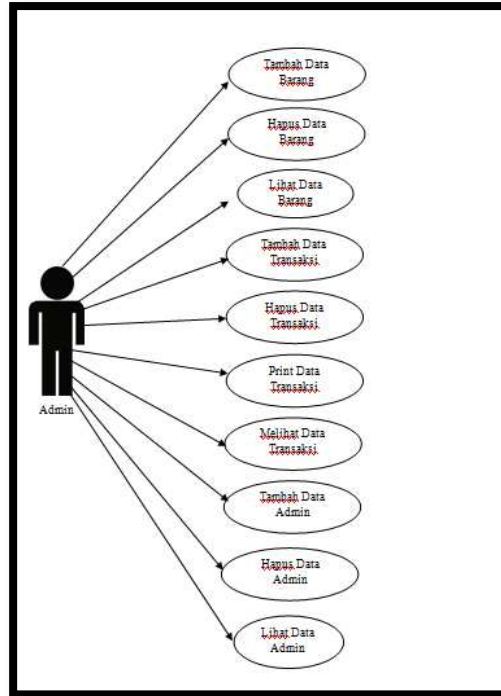 Tambah Data
Barang
Hapus Data
Barang
Lihat Data
Barang
Tambah Data
Transaksi
Hapus Data
Transaksi
Print Data
Transaksi
Melihat Data
Transaksi
Tambah Data
Admin
Hapus Data
Admin
Lihat Data
Admin
Admin